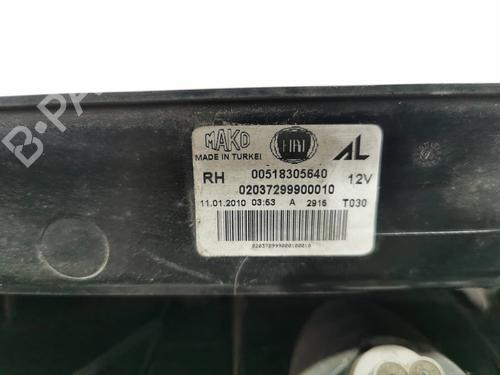 MAKO FIAT AL
MADE IN TURKEI
RH 00518305640
02037299900010 12V
11.01.2010 03:53 A 2915 T030